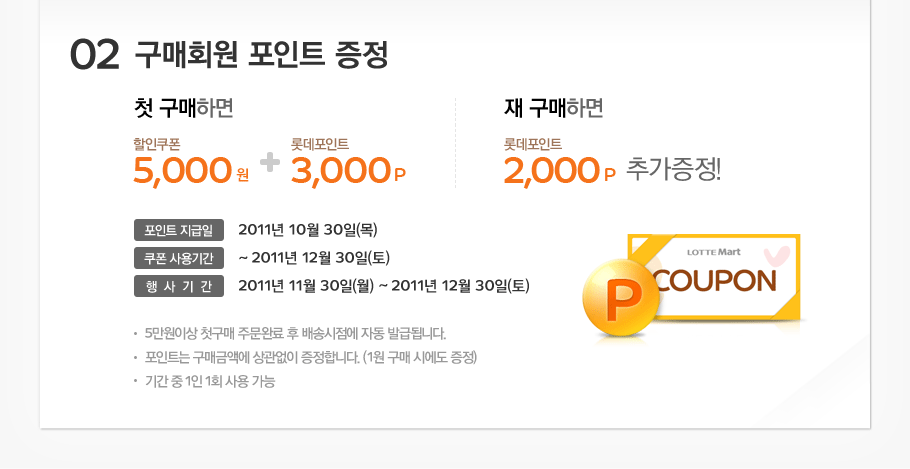 02 구매회원 포인트 증정
첫 구매하면
할인쿠폰
5,000 원
+
롯데포인트
3,000 P
재 구매하면
롯데포인트
2,000 P 추가증정!
포인트 지급일 2011년 10월 30일(목)
쿠폰 사용기간 ~ 2011년 12월 30일(토)
행 사 기 간 2011년 11월 30일(월) ~ 2011년 12월 30일(토)
LOTTE Mart
P COUPON
• 5만원이상 첫구매 주문완료 후 배송시점에 자동 발급됩니다.
• 포인트는 구매금액에 상관없이 증정합니다. (1원 구매 시에도 증정)
• 기간 중 1인 1회 사용 가능